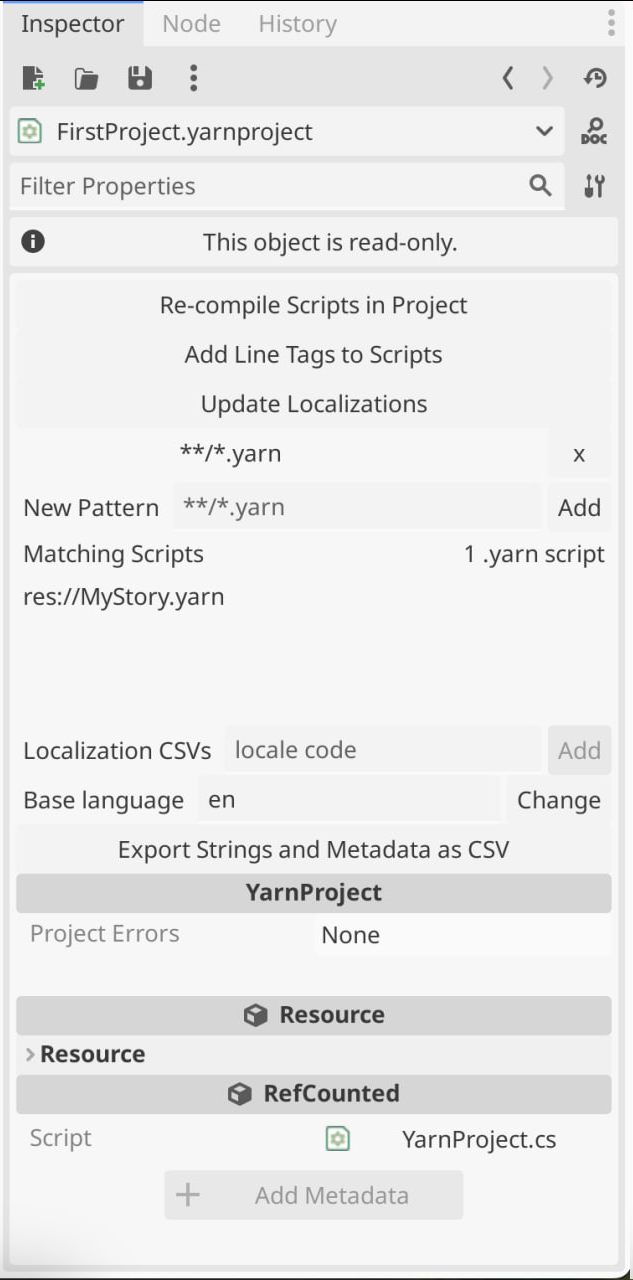 Inspector Node History
FirstProject.yarnproject
DOC
Filter Properties
This object is read-only.
Re-compile Scripts in Project
Add Line Tags to Scripts
Update Localizations
**/*.yarn x
New Pattern **/*.yarn Add
Matching Scripts 1 .yarn script
res://MyStory.yarn
Localization CSVs locale code Add
Base language en Change
Export Strings and Metadata as CSV
YarnProject
Project Errors None
Resource
Resource
RefCounted
Script YarnProject.cs
Add Metadata